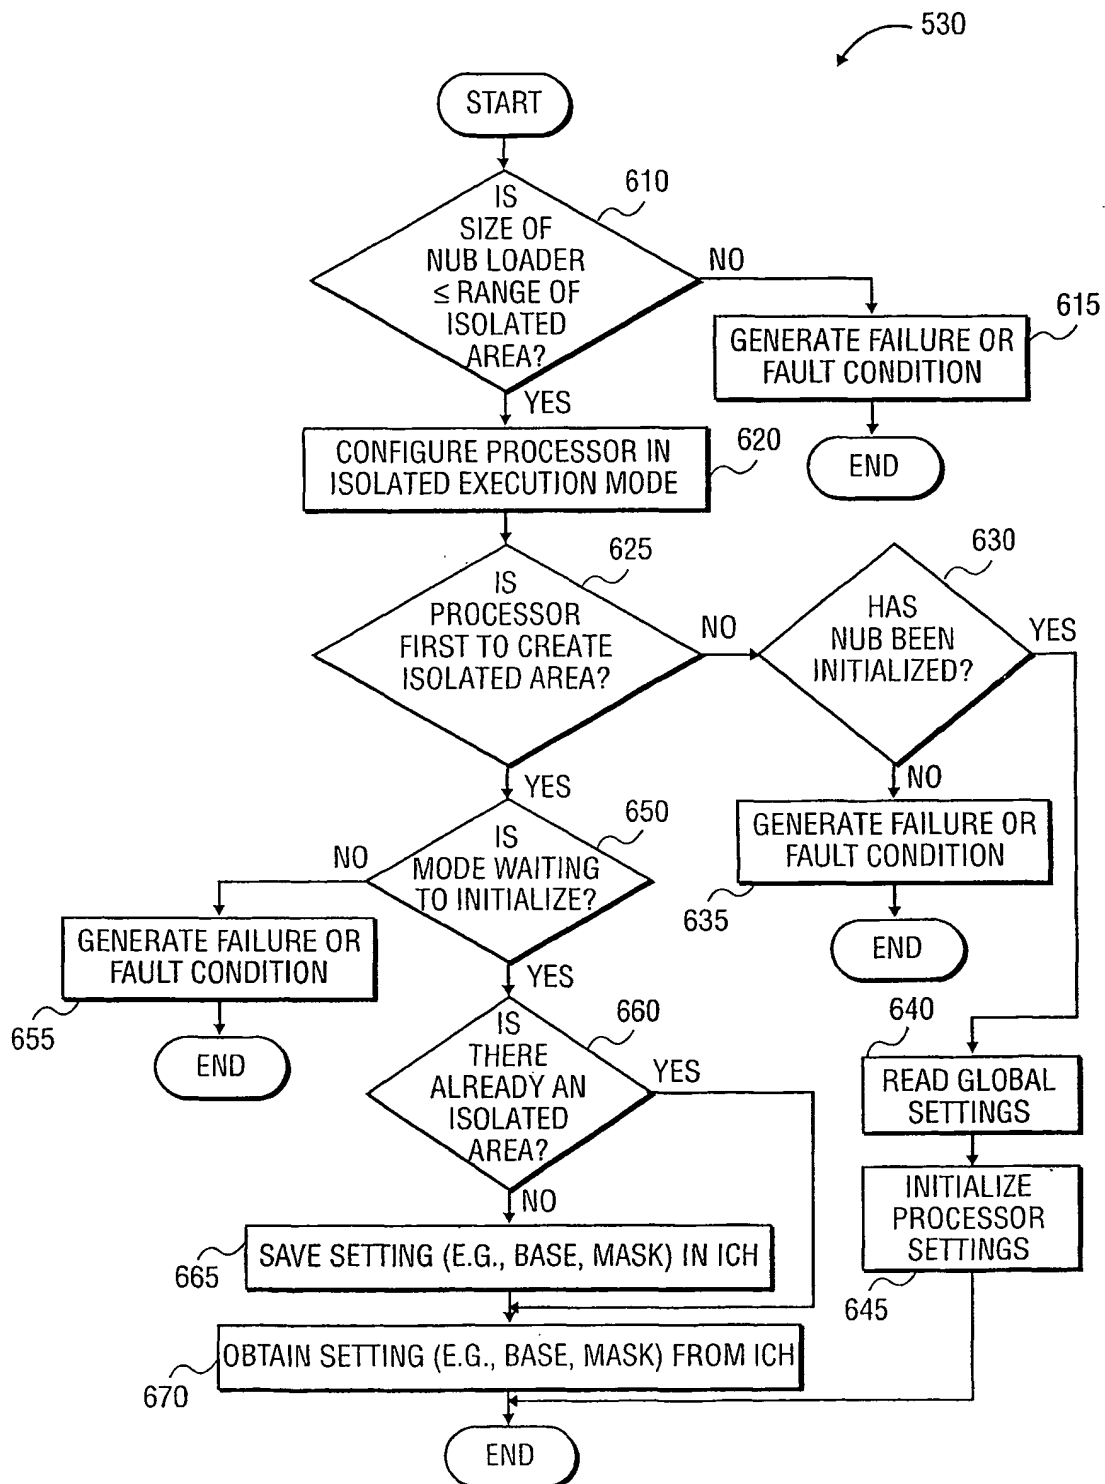 530
START
610
IS
SIZE OF
NUB LOADER
≤ RANGE OF
ISOLATED
AREA?
NO
615
GENERATE FAILURE OR
FAULT CONDITION
END
YES
620
CONFIGURE PROCESSOR IN
ISOLATED EXECUTION MODE
625
IS
PROCESSOR
FIRST TO CREATE
ISOLATED AREA?
NO
630
HAS
NUB BEEN
INITIALIZED?
YES
NO
GENERATE FAILURE OR
FAULT CONDITION
635
END
YES
650
IS
MODE WAITING
TO INITIALIZE?
NO
GENERATE FAILURE OR
FAULT CONDITION
655
END
YES
660
IS
THERE
ALREADY AN
ISOLATED
AREA?
YES
640
READ GLOBAL
SETTINGS
INITIALIZE
PROCESSOR
SETTINGS
645
NO
SAVE SETTING (E.G., BASE, MASK) IN ICH
665
OBTAIN SETTING (E.G., BASE, MASK) FROM ICH
670
END